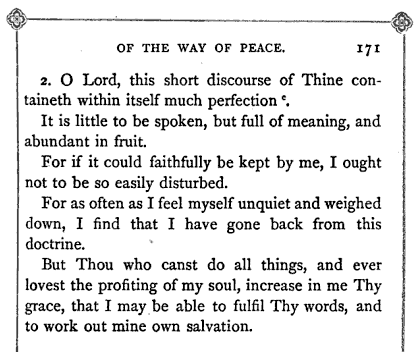 OF THE WAY OF PEACE. 171
2. O Lord, this short discourse of Thine con-
taineth within itself much perfection e.
It is little to be spoken, but full of meaning, and
abundant in fruit.
For if it could faithfully be kept by me, I ought
not to be so easily disturbed.
For as often as I feel myself unquiet and weighed
down, I find that I have gone back from this
doctrine.
But Thou who canst do all things, and ever
lovest the profiting of my soul, increase in me Thy
grace, that I may be able to fulfil Thy words, and
to work out mine own salvation.